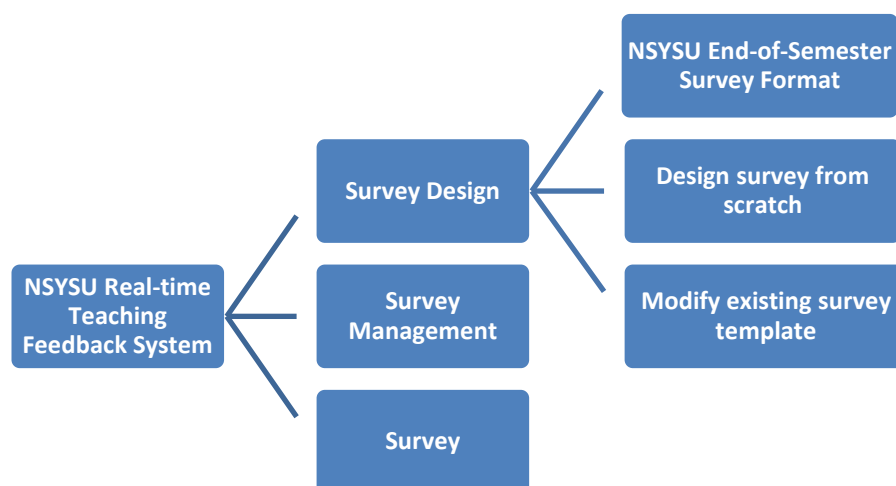 NSYSU Real-time
Teaching
Feedback System
Survey Design
Survey
Management
Survey
NSYSU End-of-Semester
Survey Format
Design survey from
scratch
Modify existing survey
template